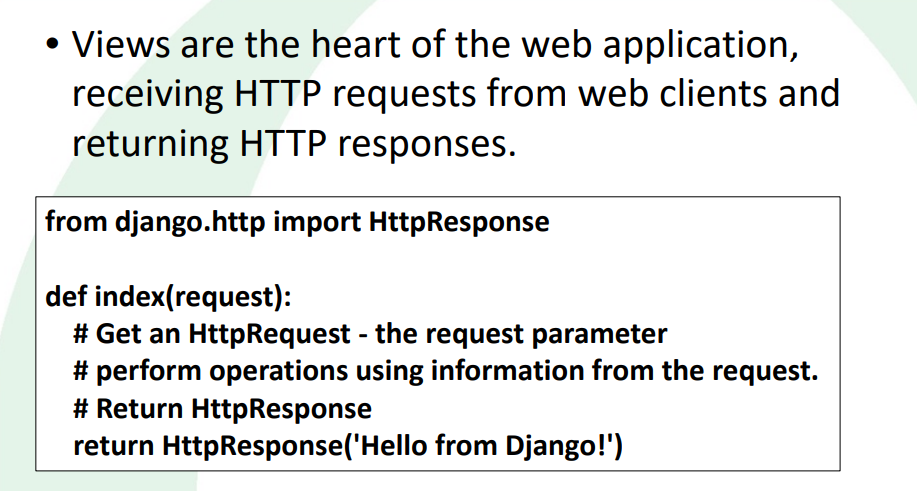 • Views are the heart of the web application,
receiving HTTP requests from web clients and
returning HTTP responses.
from django.http import HttpResponse
def index(request):
# Get an HttpRequest - the request parameter
# perform operations using information from the request.
# Return HttpResponse
return HttpResponse('Hello from Django!')